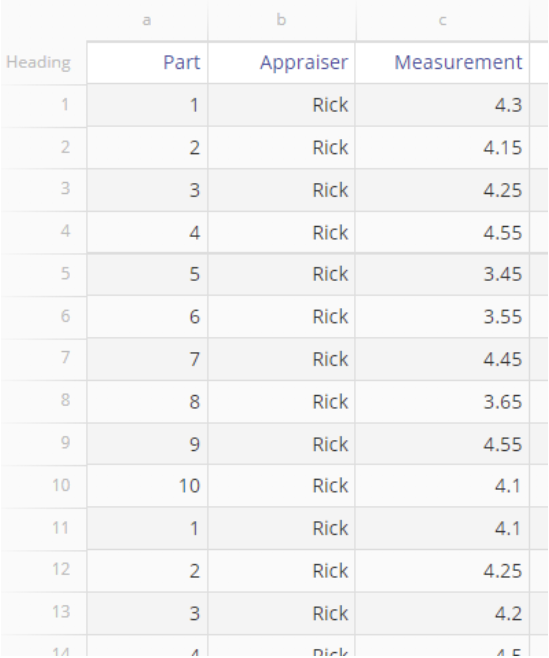 a b c
Heading Part Appraiser Measurement
1 1 Rick 4.3
2 2 Rick 4.15
3 3 Rick 4.25
4 4 Rick 4.55
5 5 Rick 3.45
6 6 Rick 3.55
7 7 Rick 4.45
8 8 Rick 3.65
9 9 Rick 4.55
10 10 Rick 4.1
11 1 Rick 4.1
12 2 Rick 4.25
13 3 Rick 4.2
14 4 Rick 4.5